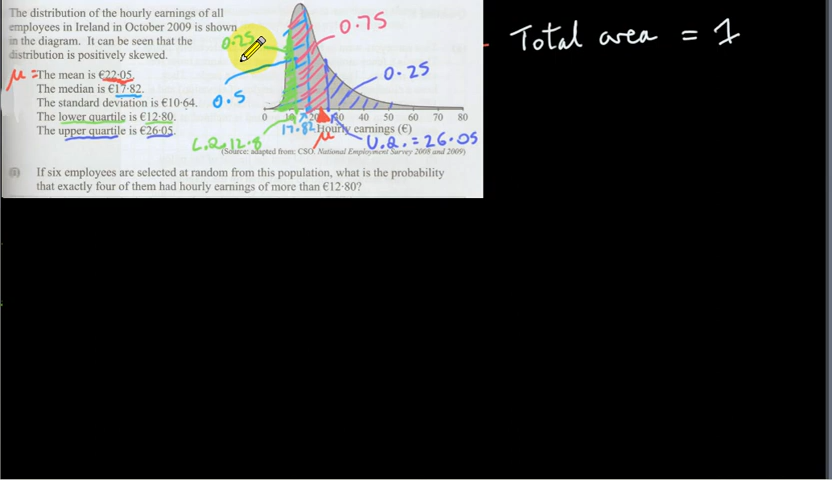 The distribution of the hourly earnings of all
employees in Ireland in October 2009 is shown
in the diagram. It can be seen that the
distribution is positively skewed.
μ = The mean is €22·05.
The median is €17·82.
The standard deviation is €10·64.
The lower quartile is €12·80.
The upper quartile is €26·05.
0.25
0.75
0.25
0.5
0 10 20 30 40 50 60 70 80
17.82 Hourly earnings (€)
L.Q. 12.8
μ
U.Q. = 26.05
(Source: adapted from: CSO. National Employment Survey 2008 and 2009)
(i) If six employees are selected at random from this population, what is the probability
that exactly four of them had hourly earnings of more than €12·80?
Total area = 1